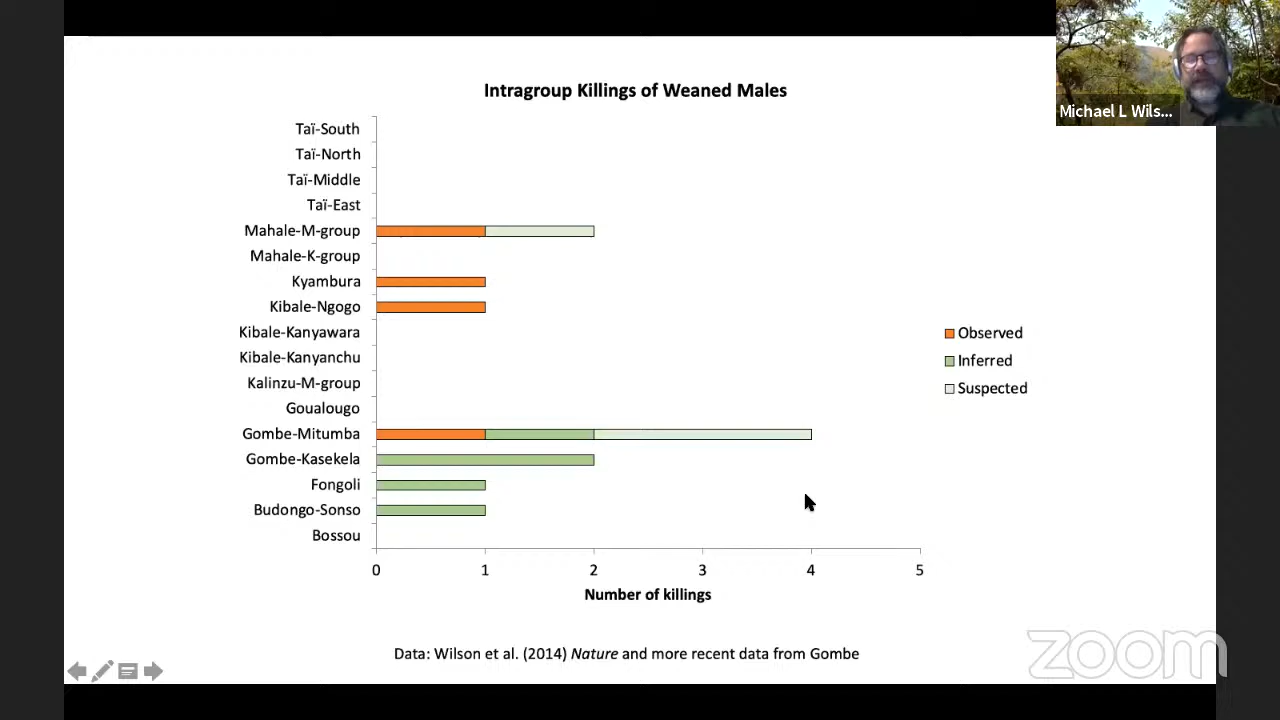 Intragroup Killings of Weaned Males
Michael L Wils...
Taï-South
Taï-North
Taï-Middle
Taï-East
Mahale-M-group
Mahale-K-group
Kyambura
Kibale-Ngogo
Kibale-Kanyawara
Kibale-Kanyanchu
Kalinzu-M-group
Goualougo
Gombe-Mitumba
Gombe-Kasekela
Fongoli
Budongo-Sonso
Bossou
Observed
Inferred
Suspected
0 1 2 3 4 5
Number of killings
Data: Wilson et al. (2014) Nature and more recent data from Gombe
zoom